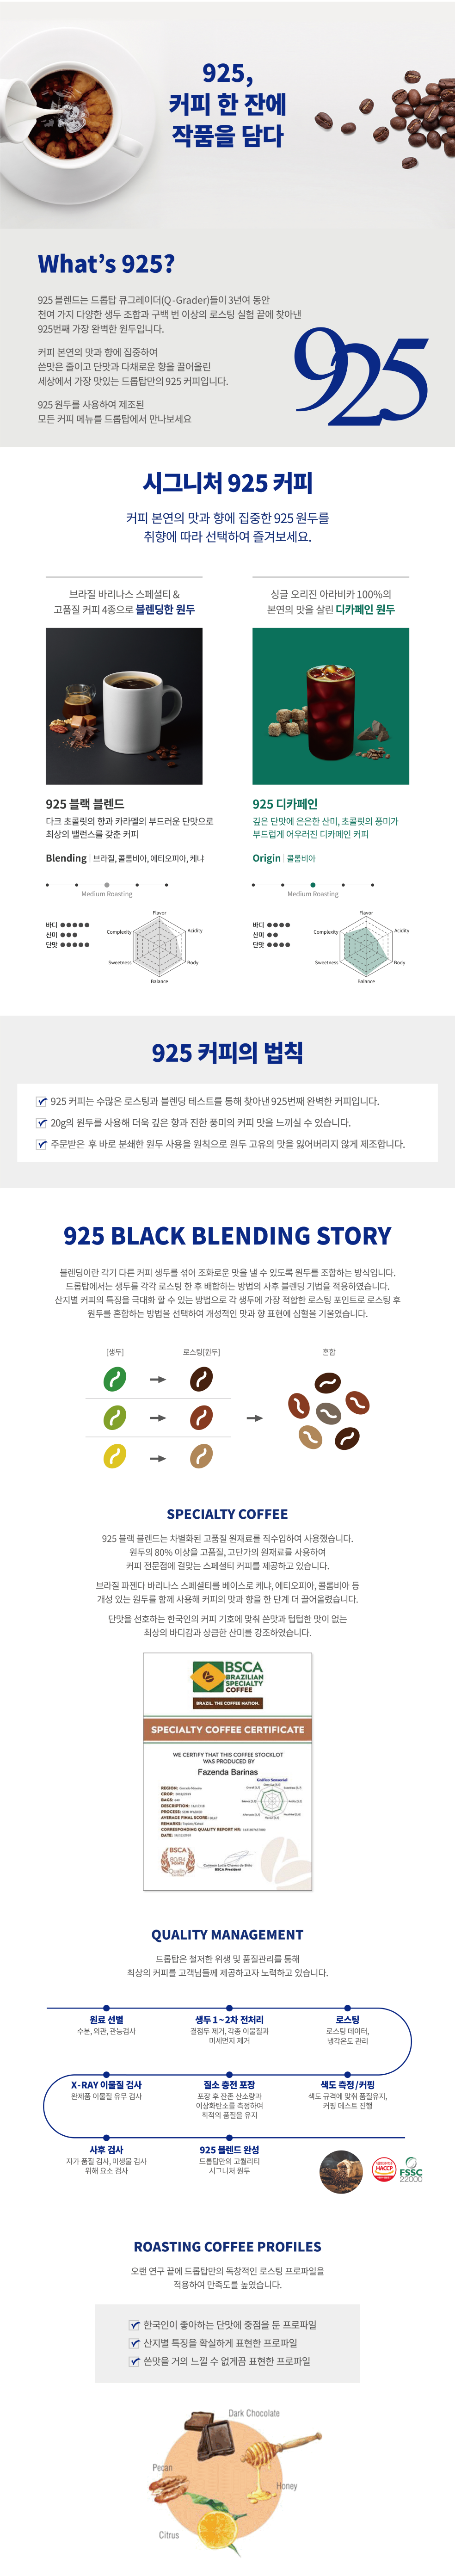 925,
커피 한 잔에
작품을 담다
What's 925?
925 블렌드는 드롭탑 큐그레이더(Q-Grader)들이 3년여 동안
천여 가지 다양한 생두 조합과 구백 번 이상의 로스팅 실험 끝에 찾아낸
925번째 가장 완벽한 원두입니다.
커피 본연의 맛과 향에 집중하여
쓴맛은 줄이고 단맛과 다채로운 향을 끌어올린
세상에서 가장 맛있는 드롭탑만의 925 커피입니다.
925 원두를 사용하여 제조된
모든 커피 메뉴를 드롭탑에서 만나보세요
925
시그니처 925 커피
커피 본연의 맛과 향에 집중한 925 원두를
취향에 따라 선택하여 즐겨보세요.
브라질 바리나스 스페셜티 &
고품질 커피 4종으로 블렌딩한 원두
925 블랙 블렌드
다크 초콜릿의 향과 카라멜의 부드러운 단맛으로
최상의 밸런스를 갖춘 커피
Blending | 브라질, 콜롬비아, 에티오피아, 케냐
Medium Roasting
바디
산미
단맛
Flavor
Complexity
Acidity
Sweetness
Body
Balance
싱글 오리진 아라비카 100%의
본연의 맛을 살린 디카페인 원두
925 디카페인
깊은 단맛에 은은한 산미, 초콜릿의 풍미가
부드럽게 어우러진 디카페인 커피
Origin | 콜롬비아
Medium Roasting
바디
산미
단맛
Flavor
Complexity
Acidity
Sweetness
Body
Balance
925 커피의 법칙
925 커피는 수많은 로스팅과 블렌딩 테스트를 통해 찾아낸 925번째 완벽한 커피입니다.
20g의 원두를 사용해 더욱 깊은 향과 진한 풍미의 커피 맛을 느끼실 수 있습니다.
주문받은 후 바로 분쇄한 원두 사용을 원칙으로 원두 고유의 맛을 잃어버리지 않게 제조합니다.
925 BLACK BLENDING STORY
블렌딩이란 각기 다른 커피 생두를 섞어 조화로운 맛을 낼 수 있도록 원두를 조합하는 방식입니다.
드롭탑에서는 생두를 각각 로스팅 한 후 배합하는 방법의 사후 블렌딩 기법을 적용하였습니다.
산지별 커피의 특징을 극대화 할 수 있는 방법으로 각 생두에 가장 적합한 로스팅 포인트로 로스팅 후
원두를 혼합하는 방법을 선택하여 개성적인 맛과 향 표현에 심혈을 기울였습니다.
[생두]
로스팅[원두]
혼합
SPECIALTY COFFEE
925 블랙 블렌드는 차별화된 고품질 원재료를 직수입하여 사용했습니다.
원두의 80% 이상을 고품질, 고단가의 원재료를 사용하여
커피 전문점에 걸맞는 스페셜티 커피를 제공하고 있습니다.
브라질 파젠다 바리나스 스페셜티를 베이스로 케냐, 에티오피아, 콜롬비아 등
개성 있는 원두를 함께 사용해 커피의 맛과 향을 한 단계 더 끌어올렸습니다.
단맛을 선호하는 한국인의 커피 기호에 맞춰 쓴맛과 텁텁한 맛이 없는
최상의 바디감과 상큼한 산미를 강조하였습니다.
BSCA
BRAZILIAN
SPECIALTY
COFFEE
BRAZIL. THE COFFEE NATION.
SPECIALTY COFFEE CERTIFICATE
WE CERTIFY THAT THIS COFFEE STOCKLOT
WAS PRODUCED BY
Fazenda Barinas
Gráfico Sensorial
REGION:
CROP:
BAGS:
DESCRIPTION:
PROCESS:
AVERAGE FINAL SCORE:
REMARKS:
CORRESPONDING QUALITY REPORT NR:
DATE:
BSCA
80/84
POINTS
Quality
BSCA President
QUALITY MANAGEMENT
드롭탑은 철저한 위생 및 품질관리를 통해
최상의 커피를 고객님들께 제공하고자 노력하고 있습니다.
원료 선별
수분, 외관, 관능검사
생두 1~2차 전처리
결점두 제거, 각종 이물질과
미세먼지 제거
로스팅
로스팅 데이터,
냉각온도 관리
X-RAY 이물질 검사
완제품 이물질 유무 검사
질소 충전 포장
포장 후 잔존 산소량과
이상화탄소를 측정하여
최적의 품질을 유지
색도 측정/커핑
색도 규격에 맞춰 품질유지,
커핑 데스트 진행
사후 검사
자가 품질 검사, 미생물 검사
위해 요소 검사
925 블렌드 완성
드롭탑만의 고퀄리티
시그니처 원두
HACCP
FSSC
22000
ROASTING COFFEE PROFILES
오랜 연구 끝에 드롭탑만의 독창적인 로스팅 프로파일을
적용하여 만족도를 높였습니다.
한국인이 좋아하는 단맛에 중점을 둔 프로파일
산지별 특징을 확실하게 표현한 프로파일
쓴맛을 거의 느낄 수 없게끔 표현한 프로파일
Dark Chocolate
Pecan
Honey
Citrus